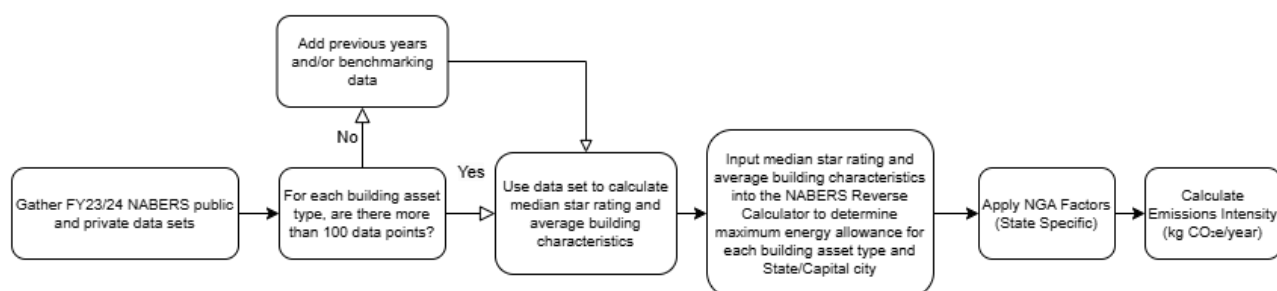 Add previous years
and/or benchmarking
data
No
Yes
Gather FY23/24 NABERS public
and private data sets
For each building asset
type, are there more
than 100 data points?
Use data set to calculate
median star rating and
average building
characteristics
Input median star rating and
average building characteristics
into the NABERS Reverse
Calculator to determine
maximum energy allowance for
each building asset type and
State/Capital city
Apply NGA Factors
(State Specific)
Calculate
Emissions Intensity
(kg CO₂e/year)